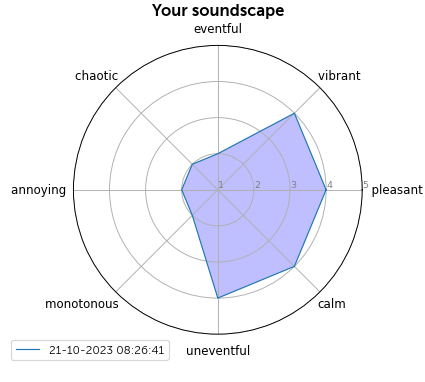 Your soundscape
eventful
chaotic
vibrant
annoying
1
2
3
4
5
pleasant
monotonous
calm
uneventful
21-10-2023 08:26:41